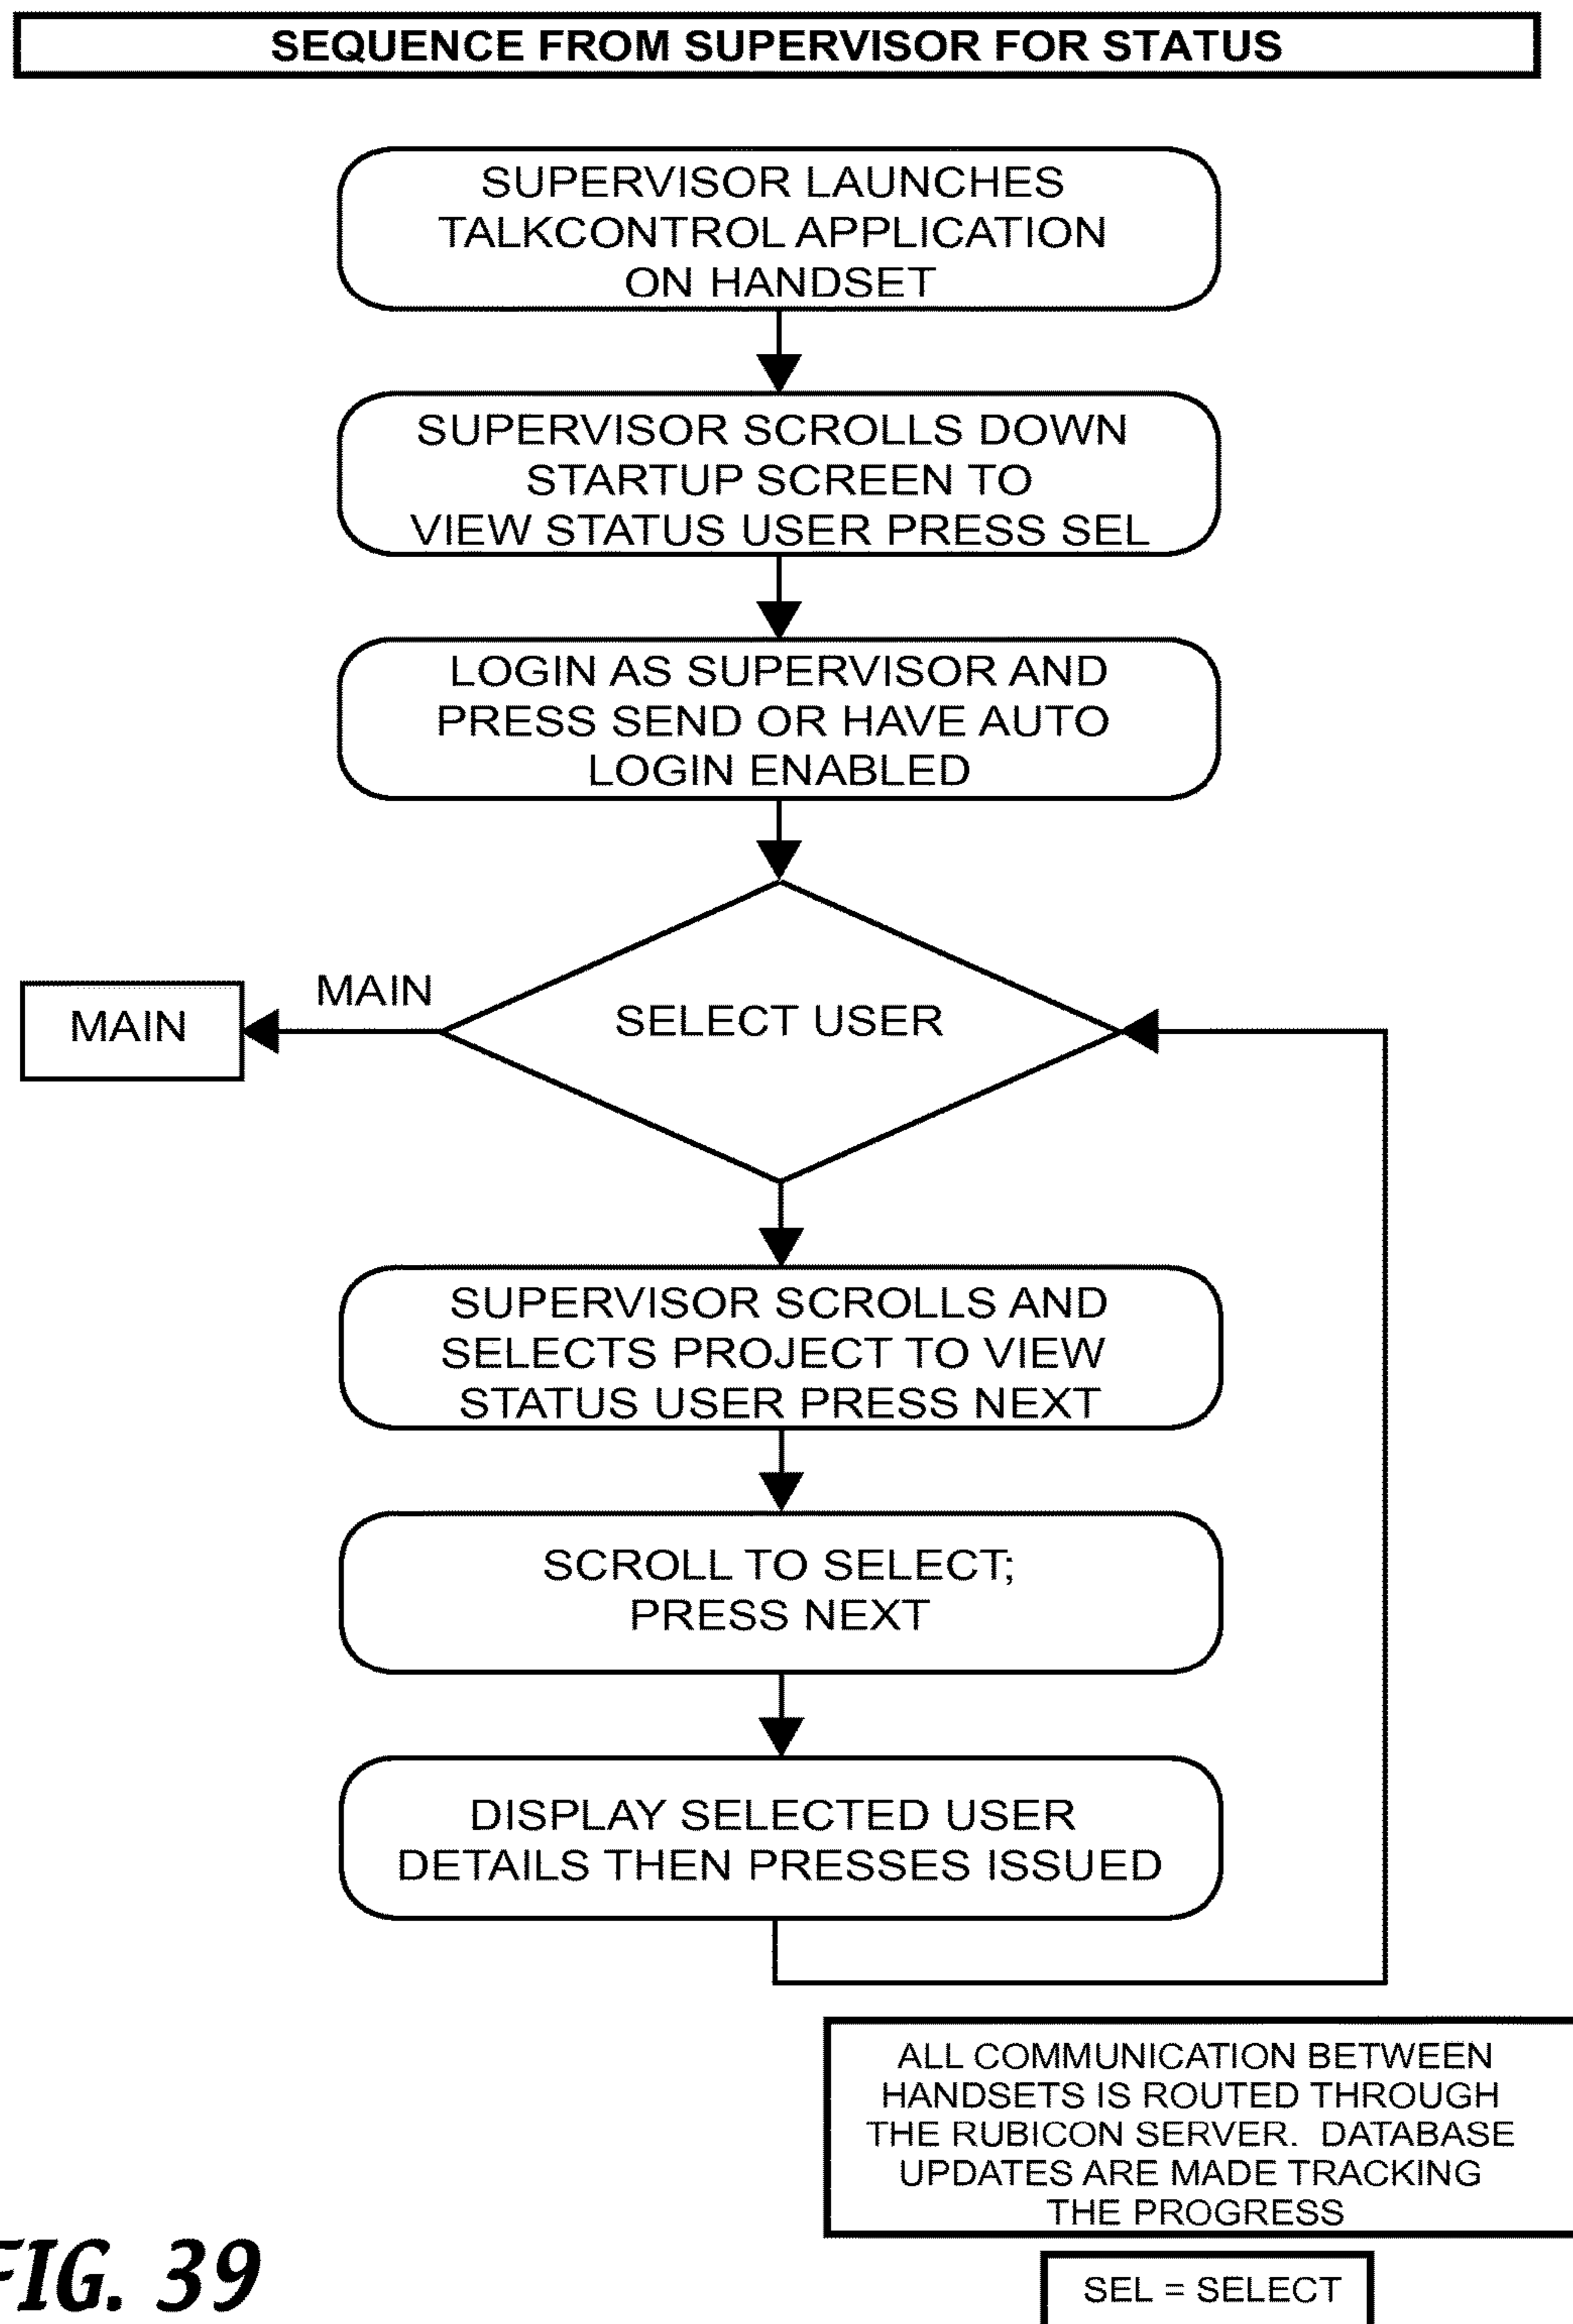 SEQUENCE FROM SUPERVISOR FOR STATUS
SUPERVISOR LAUNCHES
TALKCONTROL APPLICATION
ON HANDSET
SUPERVISOR SCROLLS DOWN
STARTUP SCREEN TO
VIEW STATUS USER PRESS SEL
LOGIN AS SUPERVISOR AND
PRESS SEND OR HAVE AUTO
LOGIN ENABLED
MAIN
MAIN
SELECT USER
SUPERVISOR SCROLLS AND
SELECTS PROJECT TO VIEW
STATUS USER PRESS NEXT
SCROLL TO SELECT;
PRESS NEXT
DISPLAY SELECTED USER
DETAILS THEN PRESSES ISSUED
ALL COMMUNICATION BETWEEN
HANDSETS IS ROUTED THROUGH
THE RUBICON SERVER. DATABASE
UPDATES ARE MADE TRACKING
THE PROGRESS
FIG. 39
SEL = SELECT